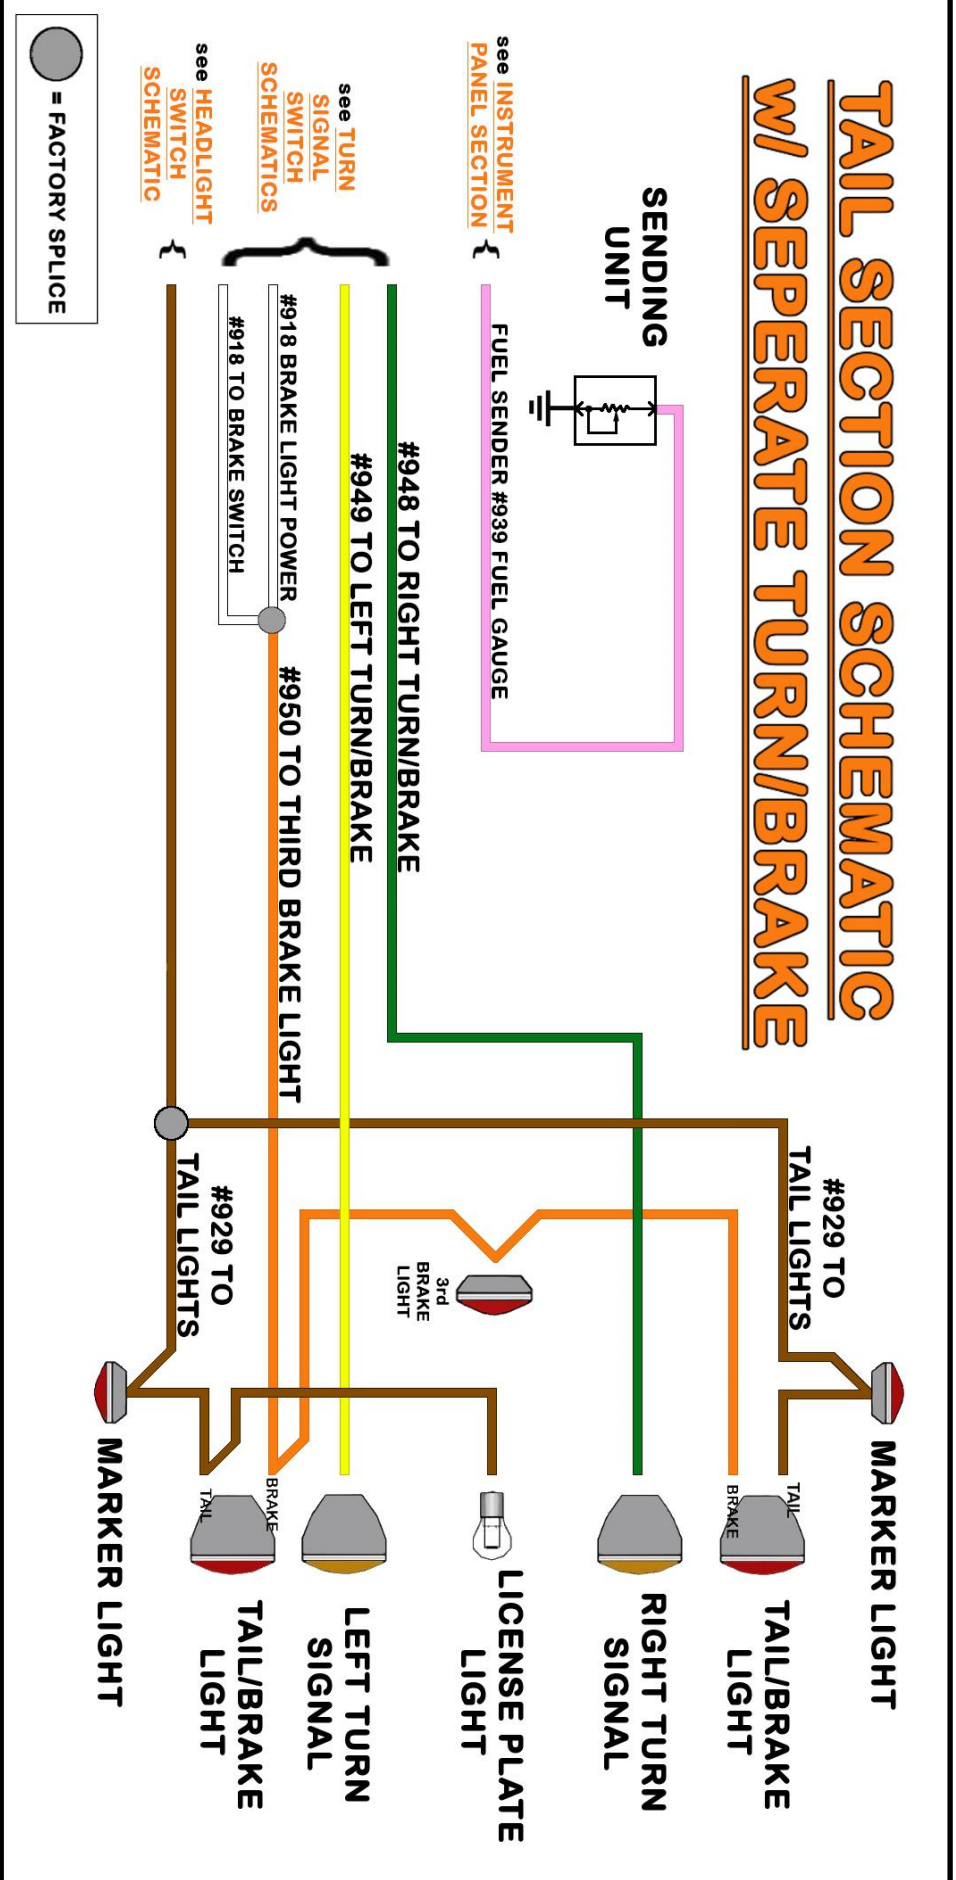 TAIL SECTION SCHEMATIC
W/ SEPERATE TURN/BRAKE
SENDING
UNIT
see INSTRUMENT
PANEL SECTION
{
FUEL SENDER #939 FUEL GAUGE
see TURN
SIGNAL
SWITCH
SCHEMATICS
{
#948 TO RIGHT TURN/BRAKE
#949 TO LEFT TURN/BRAKE
#918 BRAKE LIGHT POWER
#950 TO THIRD BRAKE LIGHT
#918 TO BRAKE SWITCH
see HEADLIGHT
SWITCH
SCHEMATIC
{
= FACTORY SPLICE
#929 TO
TAIL LIGHTS
#929 TO
TAIL LIGHTS
3rd
BRAKE
LIGHT
MARKER LIGHT
TAIL
BRAKE
TAIL/BRAKE
LIGHT
RIGHT TURN
SIGNAL
LICENSE PLATE
LIGHT
LEFT TURN
SIGNAL
BRAKE
TAIL
TAIL/BRAKE
LIGHT
MARKER LIGHT